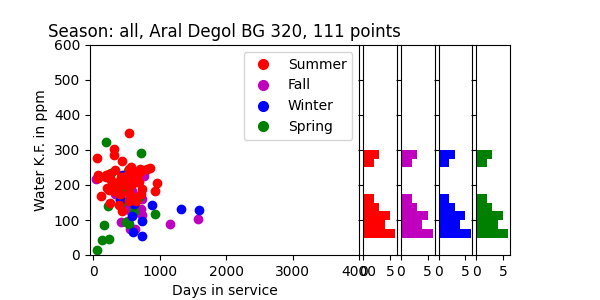 Season: all, Aral Degol BG 320, 111 points
Water K.F. in ppm
600
500
400
300
200
100
0
Summer
Fall
Winter
Spring
0 1000 2000 3000 4000
0 5 0 5 0 5 0 5
Days in service